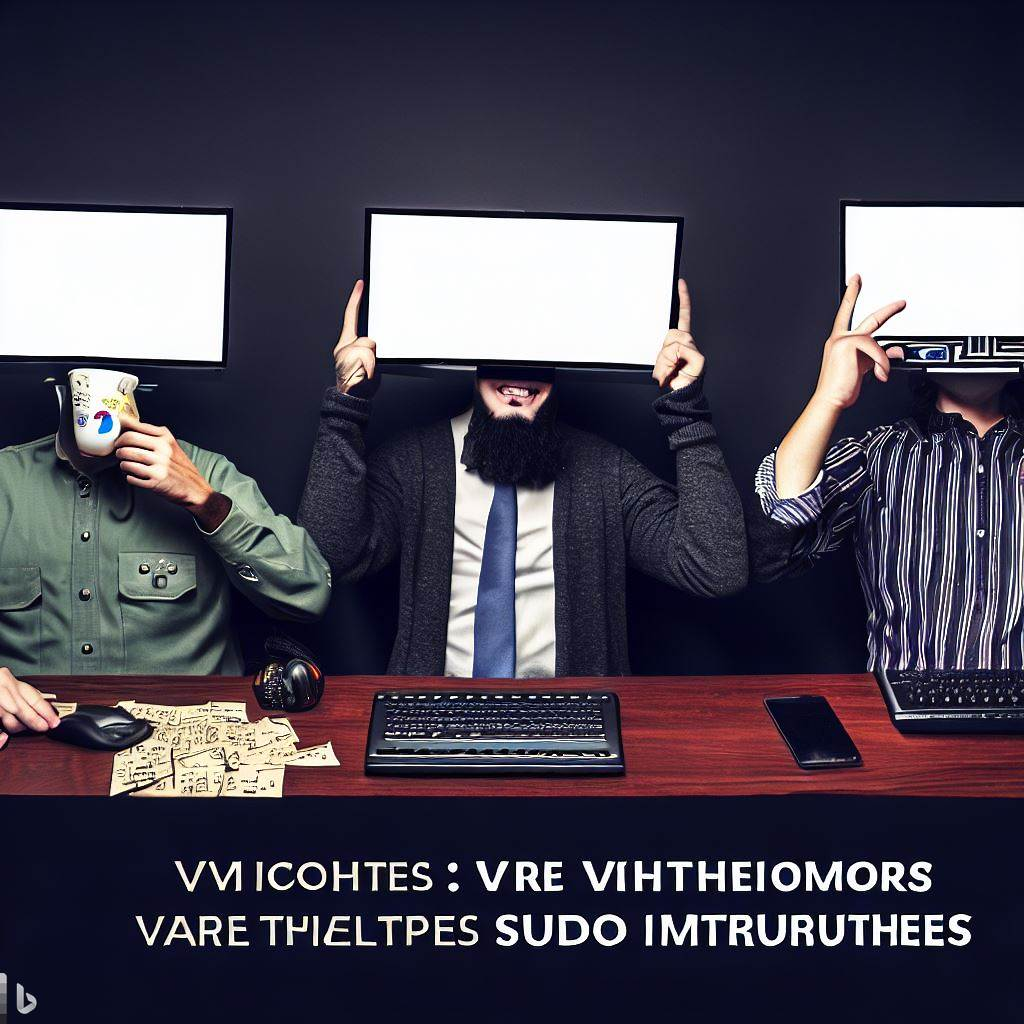 VVI ICOHTES : VRE VIHTHEIOMORS
VARE THIELTPES SUDO IMTRURUTHEES
b